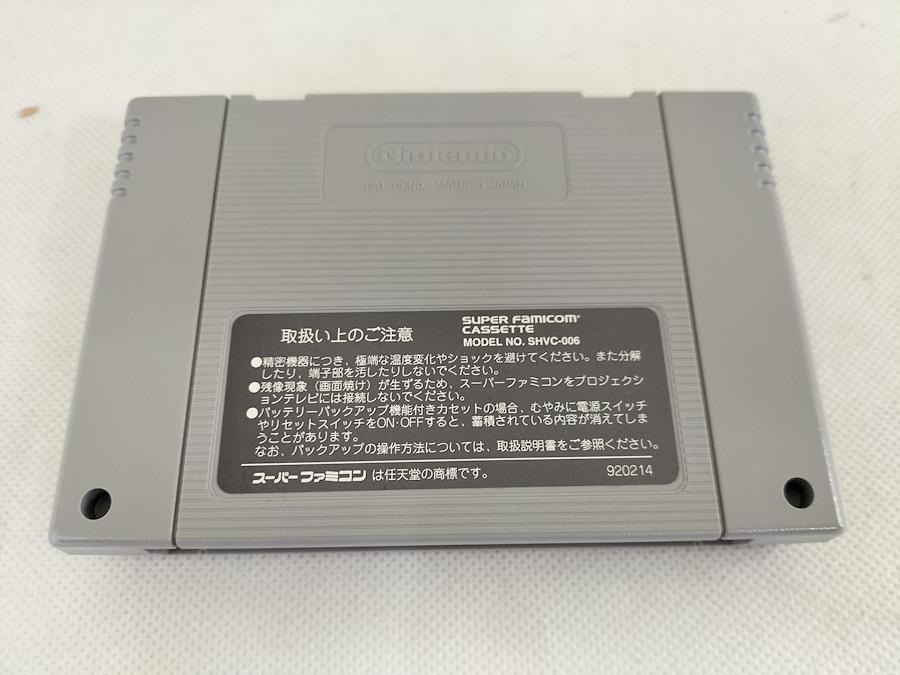 Nintendo
PAT. PEND. MADE IN JAPAN
取扱い上のご注意
SUPER FAMICOM
CASSETTE
MODEL NO. SHVC-006
●精密機器につき、極端な温度変化やショックを避けてください。また分解
したり、端子部を汚したりしないでください。
●残像現象（画面焼け）が生ずるため、スーパーファミコンをプロジェクシ
ョンテレビには接続しないでください。
●バッテリーバックアップ機能付きカセットの場合、むやみに電源スイッチ
やリセットスイッチをON･OFFすると、蓄積されている内容が消えてしま
うことがあります。
なお、バックアップの操作方法については、取扱説明書をご参照ください。
スーパーファミコン は任天堂の商標です。
920214